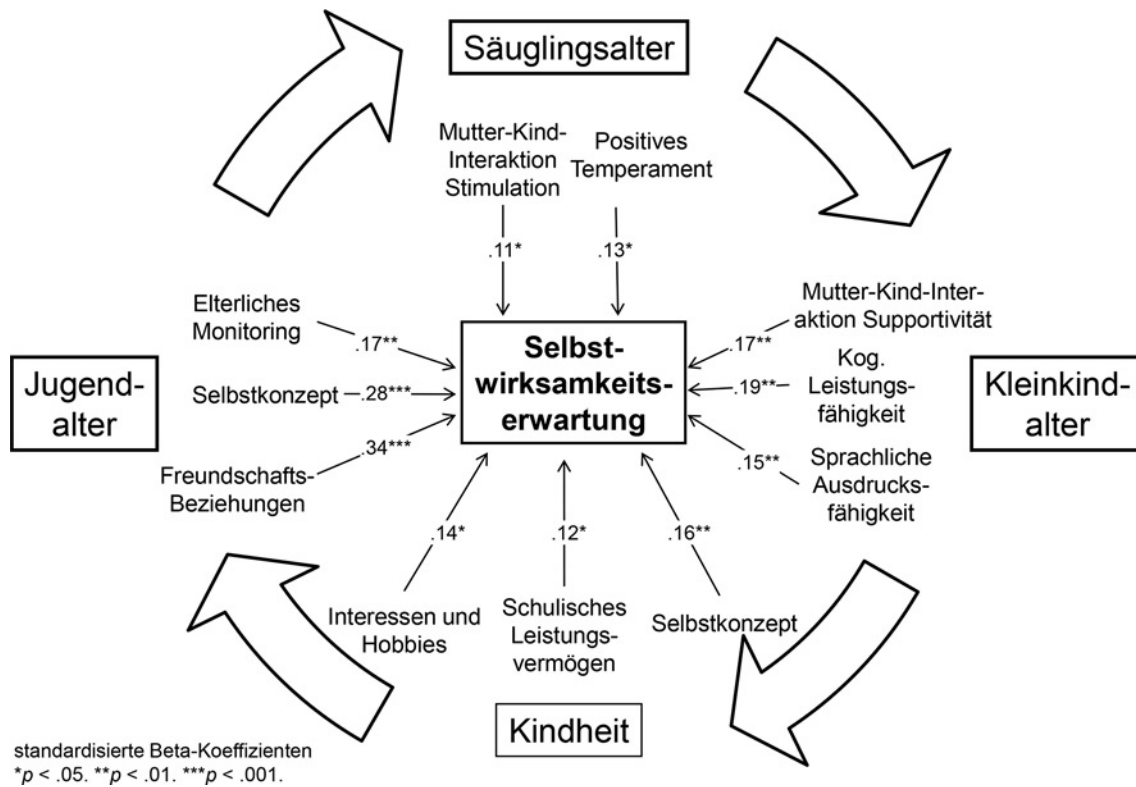 Säuglingsalter
Mutter-Kind-
Interaktion
Stimulation
Positives
Temperament
.11*
.13*
Elterliches
Monitoring
.17**
Selbstkonzept
.28***
Freundschafts-
Beziehungen
.34***
Jugend-
alter
Selbst-
wirksamkeits-
erwartung
Mutter-Kind-Inter-
aktion Supportivität
.17**
Kog.
Leistungs-
fähigkeit
.19**
Sprachliche
Ausdrucks-
fähigkeit
.15**
Kleinkind-
alter
.14*
.12*
.16**
Interessen und
Hobbies
Schulisches
Leistungs-
vermögen
Selbstkonzept
Kindheit
standardisierte Beta-Koeffizienten
*p < .05. **p < .01. ***p < .001.